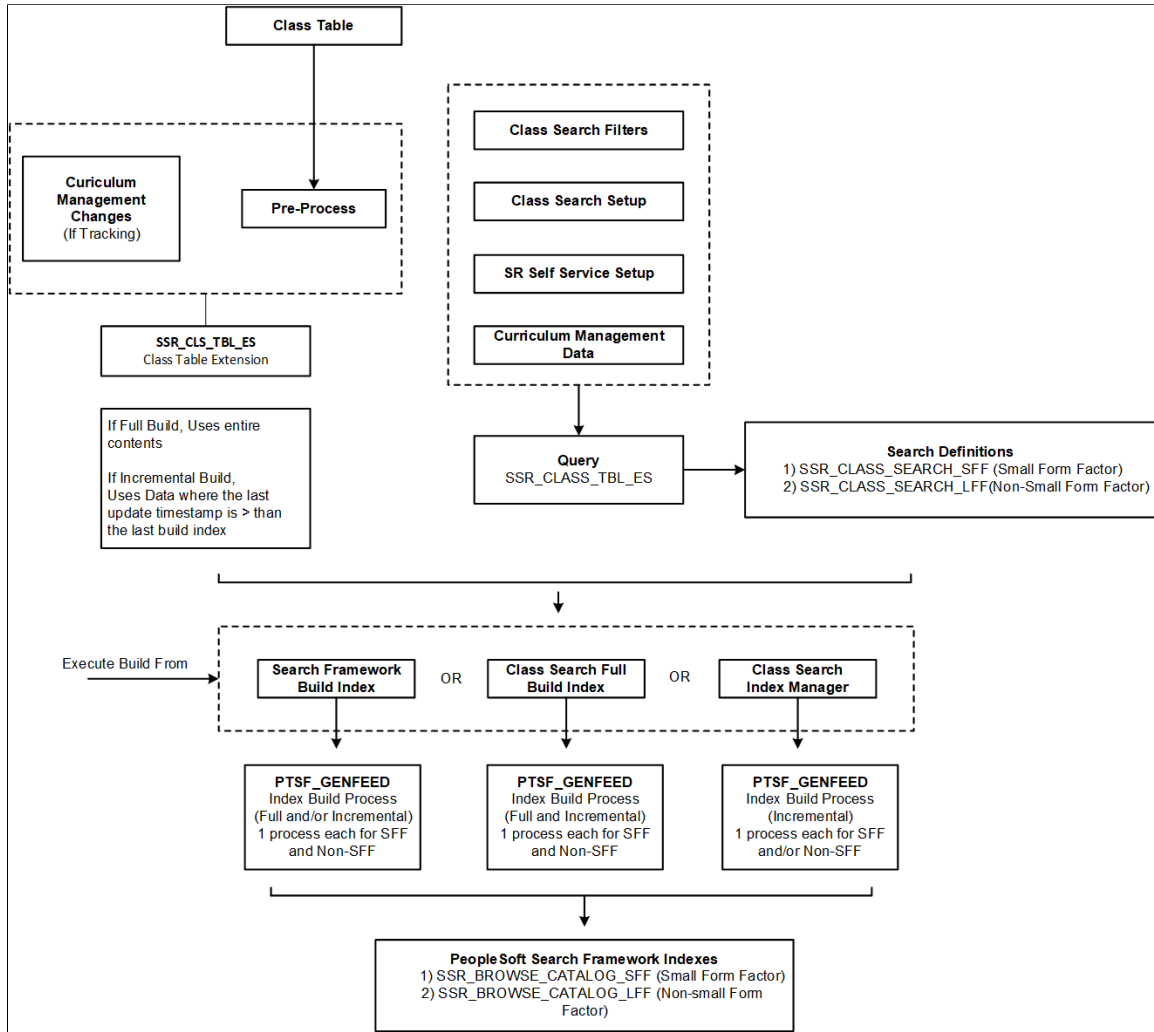 Class Table
Curiculum
Management
Changes
(If Tracking)
Pre-Process
Class Search Filters
Class Search Setup
SR Self Service Setup
Curriculum Management
Data
SSR_CLS_TBL_ES
Class Table Extension
If Full Build, Uses entire
contents
If Incremental Build,
Uses Data where the last
update timestamp is > than
the last build index
Query
SSR_CLASS_TBL_ES
Search Definitions
1) SSR_CLASS_SEARCH_SFF (Small Form Factor)
2) SSR_CLASS_SEARCH_LFF(Non-Small Form Factor)
Execute Build From
Search Framework
Build Index
OR
Class Search Full
Build Index
OR
Class Search
Index Manager
PTSF_GENFEED
Index Build Process
(Full and/or Incremental)
1 process each for SFF
and Non-SFF
PTSF_GENFEED
Index Build Process
(Full and Incremental)
1 process each for SFF
and Non-SFF
PTSF_GENFEED
Index Build Process
(Incremental)
1 process each for SFF
and/or Non-SFF
PeopleSoft Search Framework Indexes
1) SSR_BROWSE_CATALOG_SFF (Small Form Factor)
2) SSR_BROWSE_CATALOG_LFF (Non-small Form
Factor)